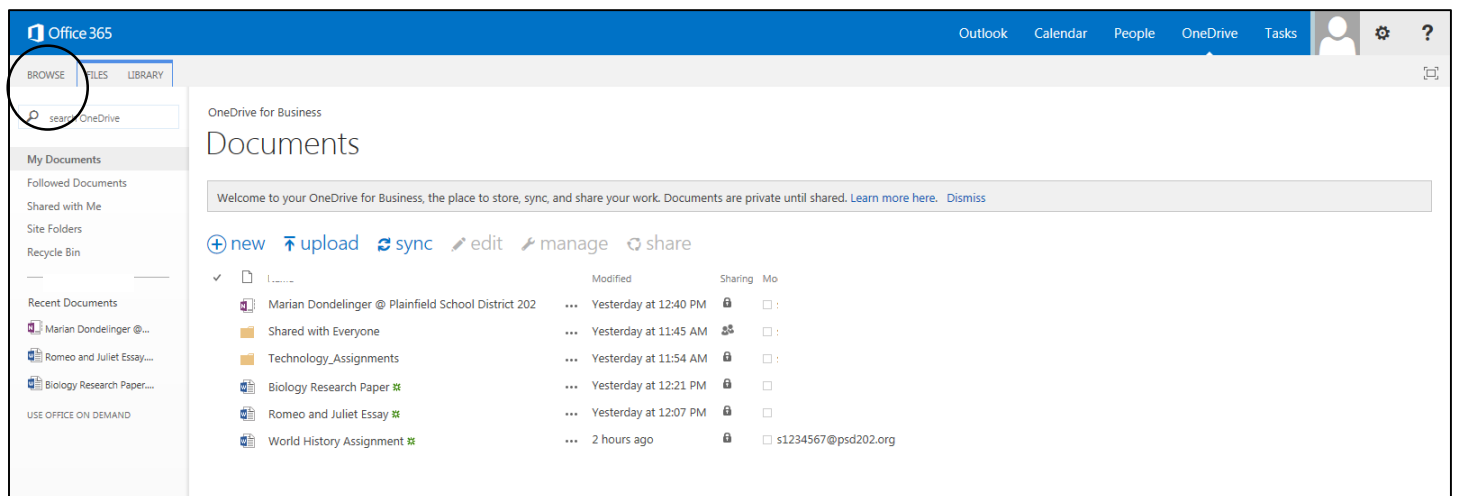 Office 365 Outlook Calendar People OneDrive Tasks ?
BROWSE FILES LIBRARY
search OneDrive
My Documents
Followed Documents
Shared with Me
Site Folders
Recycle Bin
Recent Documents
Marian Dondelinger @...
Romeo and Juliet Essay....
Biology Research Paper....
USE OFFICE ON DEMAND
OneDrive for Business
Documents
Welcome to your OneDrive for Business, the place to store, sync, and share your work. Documents are private until shared. Learn more here. Dismiss
new upload sync edit manage share
Modified Sharing Mo
Marian Dondelinger @ Plainfield School District 202 ... Yesterday at 12:40 PM
Shared with Everyone ... Yesterday at 11:45 AM
Technology_Assignments ... Yesterday at 11:54 AM
Biology Research Paper ... Yesterday at 12:21 PM
Romeo and Juliet Essay ... Yesterday at 12:07 PM
World History Assignment ... 2 hours ago s1234567@psd202.org